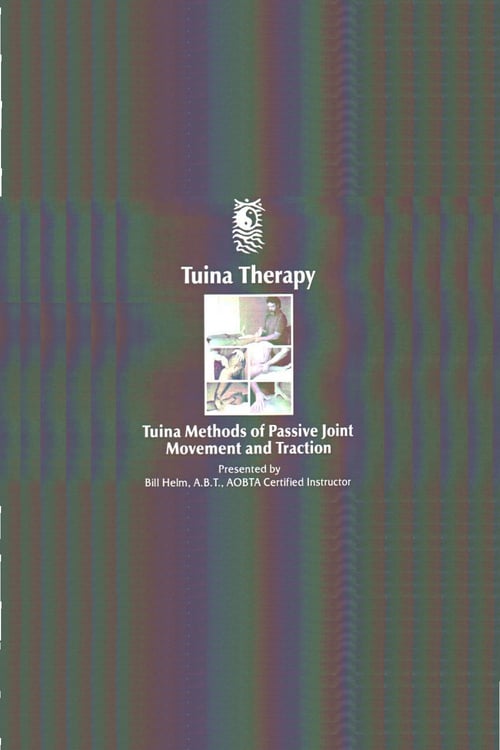 Tuina Therapy
Tuina Methods of Passive Joint
Movement and Traction
Presented by
Bill Helm, A.B.T., AOBTA Certified Instructor